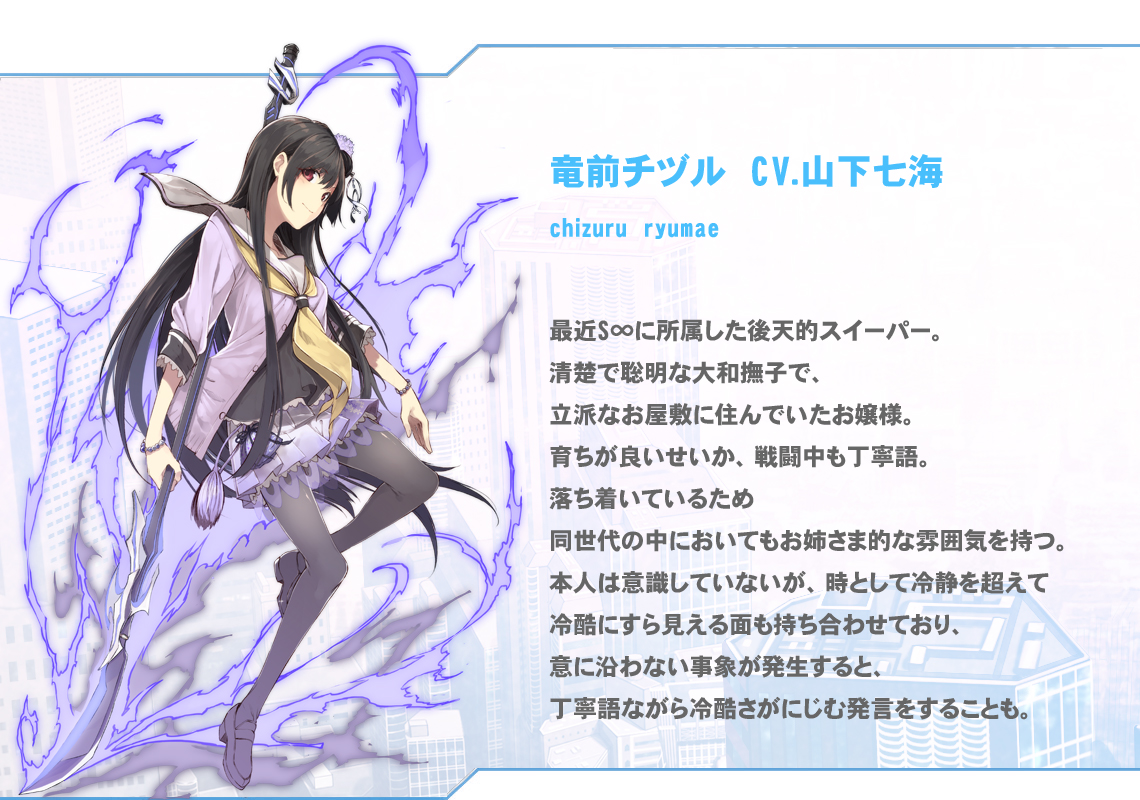 竜前チヅル CV.山下七海
chizuru ryumae
最近S∞に所属した後天的スイーパー。
清楚で聡明な大和撫子で、
立派なお屋敷に住んでいたお嬢様。
育ちが良いせいか、戦闘中も丁寧語。
落ち着いているため
同世代の中においてもお姉さま的な雰囲気を持つ。
本人は意識していないが、時として冷静を超えて
冷酷にすら見える面も持ち合わせており、
意に沿わない事象が発生すると、
丁寧語ながら冷酷さがにじむ発言をすることも。